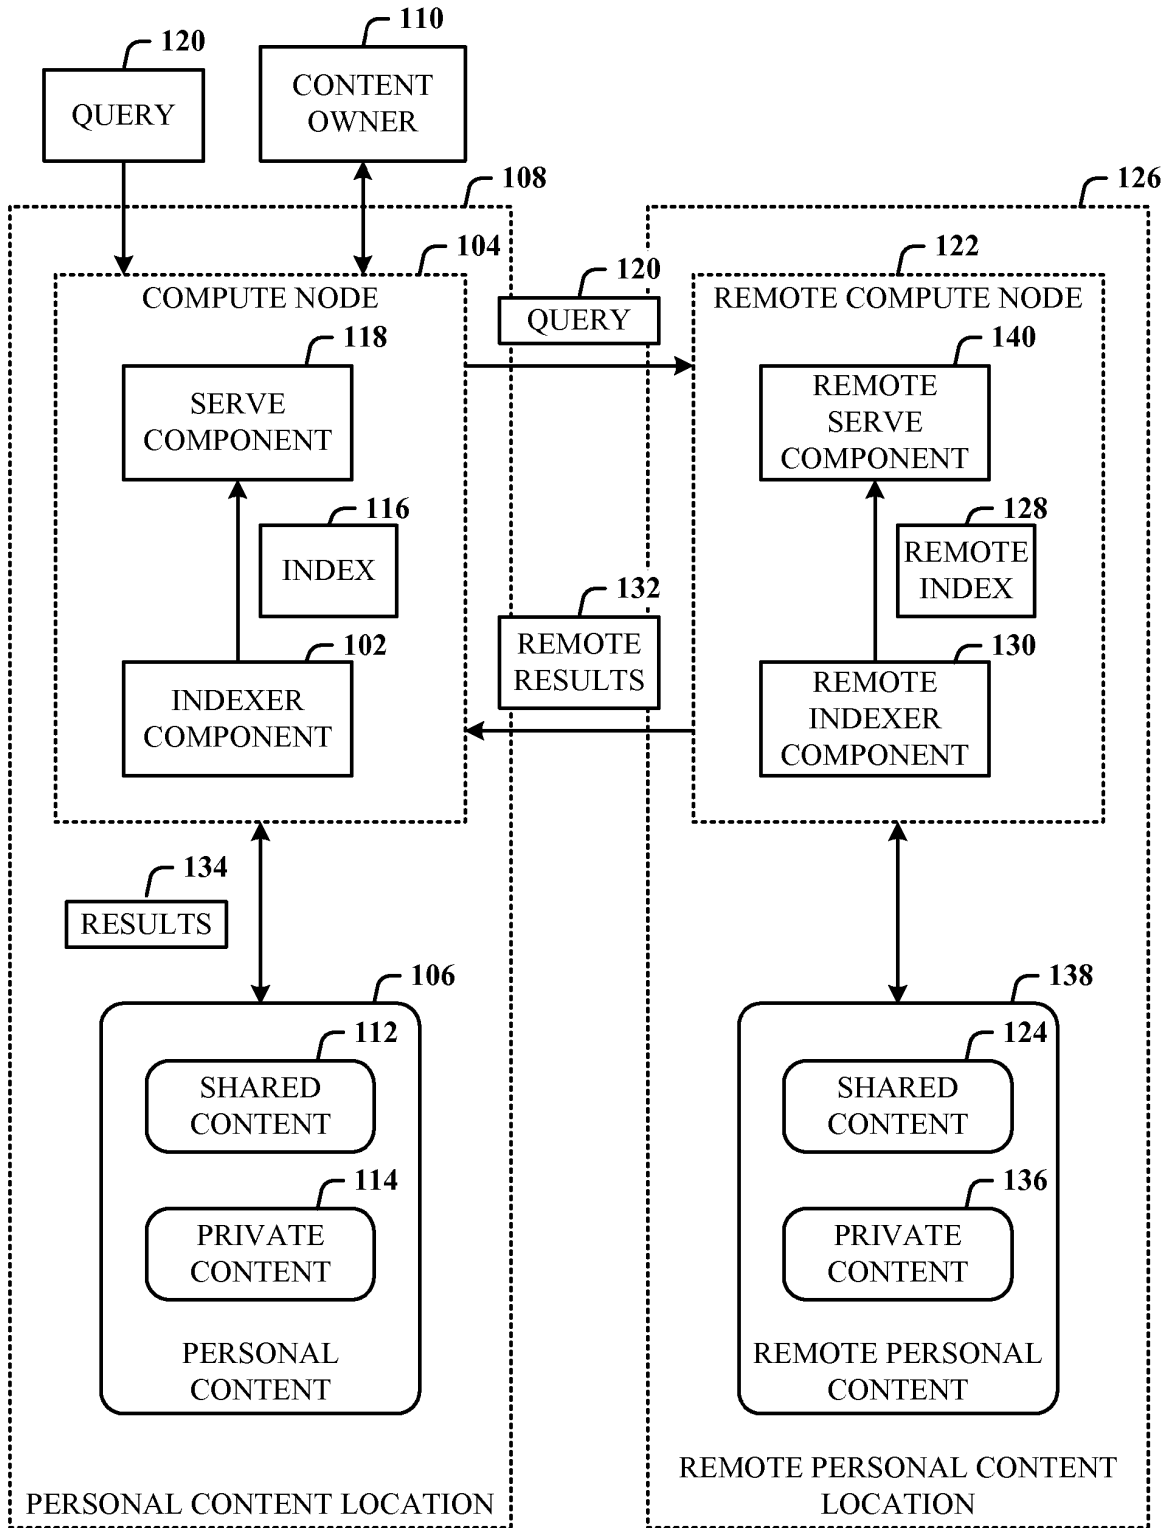 110
120
CONTENT
OWNER
QUERY
108
126
104
120
122
COMPUTE NODE
QUERY
REMOTE COMPUTE NODE
118
SERVE
COMPONENT
140
REMOTE
SERVE
COMPONENT
116
INDEX
128
REMOTE
INDEX
132
REMOTE
RESULTS
102
INDEXER
COMPONENT
130
REMOTE
INDEXER
COMPONENT
134
RESULTS
106
138
112
SHARED
CONTENT
124
SHARED
CONTENT
114
PRIVATE
CONTENT
136
PRIVATE
CONTENT
PERSONAL
CONTENT
REMOTE PERSONAL
CONTENT
PERSONAL CONTENT LOCATION
REMOTE PERSONAL CONTENT
LOCATION